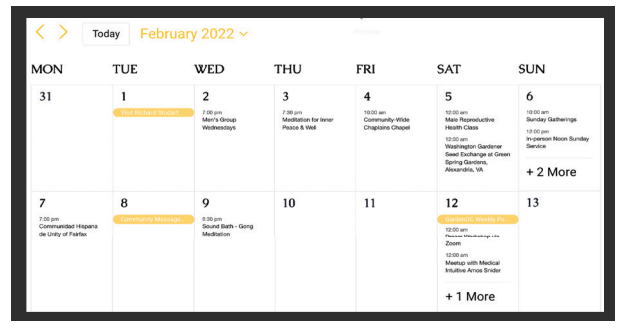 Today
February 2022
MON TUE WED THU FRI SAT SUN
31
1
2
7:00 pm
Men's Group
Wednesdays
3
7:30 pm
Meditation for Inner
Peace & Well
4
10:00 am
Community-Wide
Chaplains Chapel
5
12:00 am
Male Reproductive
Health Class
12:00 am
Washington Gardener
Seed Exchange at Green
Spring Gardens,
Alexandria, VA
6
10:00 am
Sunday Gatherings
12:00 pm
In-person Noon Sunday
Service
+ 2 More
7
7:00 pm
Communidad Hispana
de Unity of Fairfax
8
Community Message...
9
6:30 pm
Sound Bath - Gong
Meditation
10
11
12
GardenDC Weekly Po...
12:00 am
Zoom
12:00 am
Meetup with Medical
Intuitive Amos Snider
+ 1 More
13